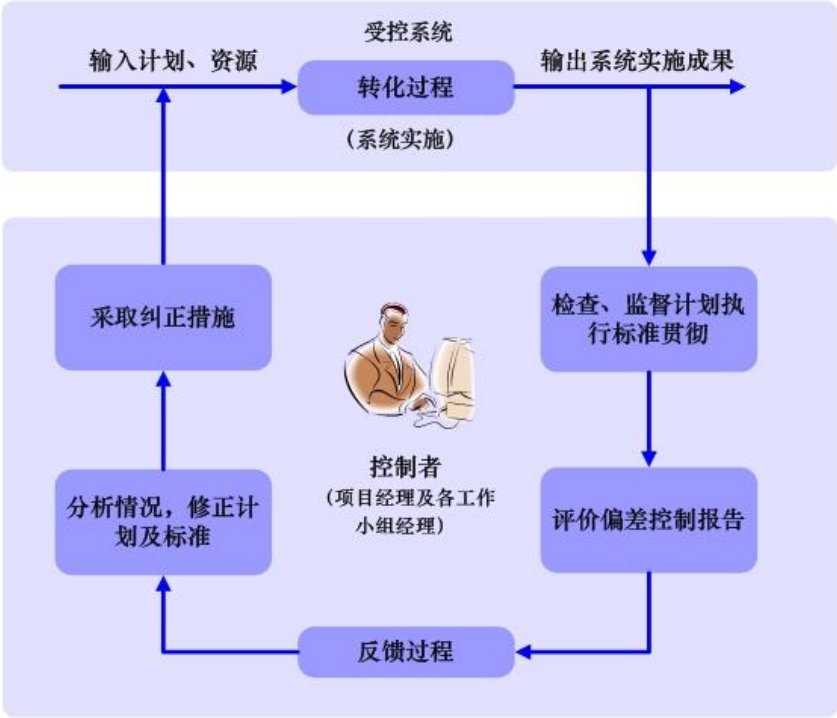 受控系统
输入计划、资源
转化过程
输出系统实施成果
（系统实施）
采取纠正措施
检查、监督计划执
行标准贯彻
控制者
（项目经理及各工作
小组经理）
分析情况，修正计
划及标准
评价偏差控制报告
反馈过程